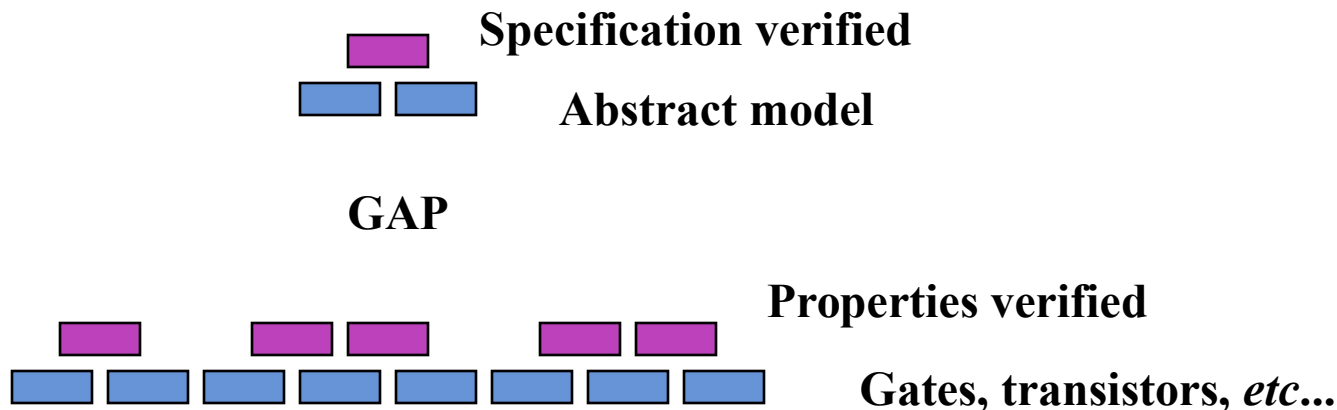 Specification verified
Abstract model
GAP
Properties verified
Gates, transistors, etc...